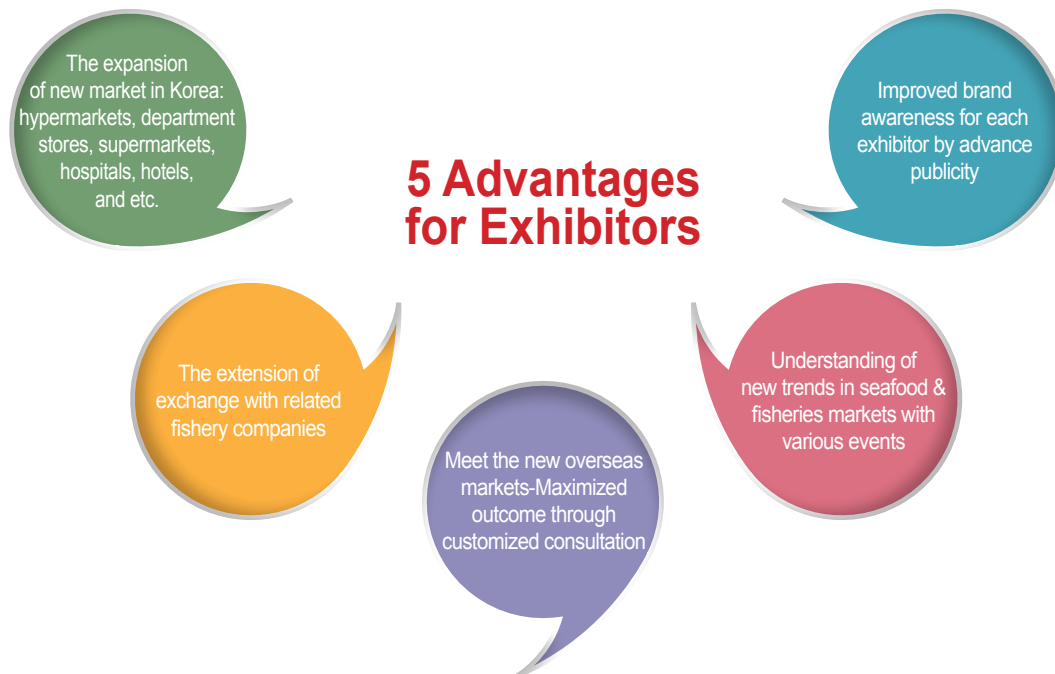 5 Advantages
for Exhibitors
The expansion
of new market in Korea:
hypermarkets, department
stores, supermarkets,
hospitals, hotels,
and etc.
The extension of
exchange with related
fishery companies
Meet the new overseas
markets-Maximized
outcome through
customized consultation
Understanding of
new trends in seafood &
fisheries markets with
various events
Improved brand
awareness for each
exhibitor by advance
publicity